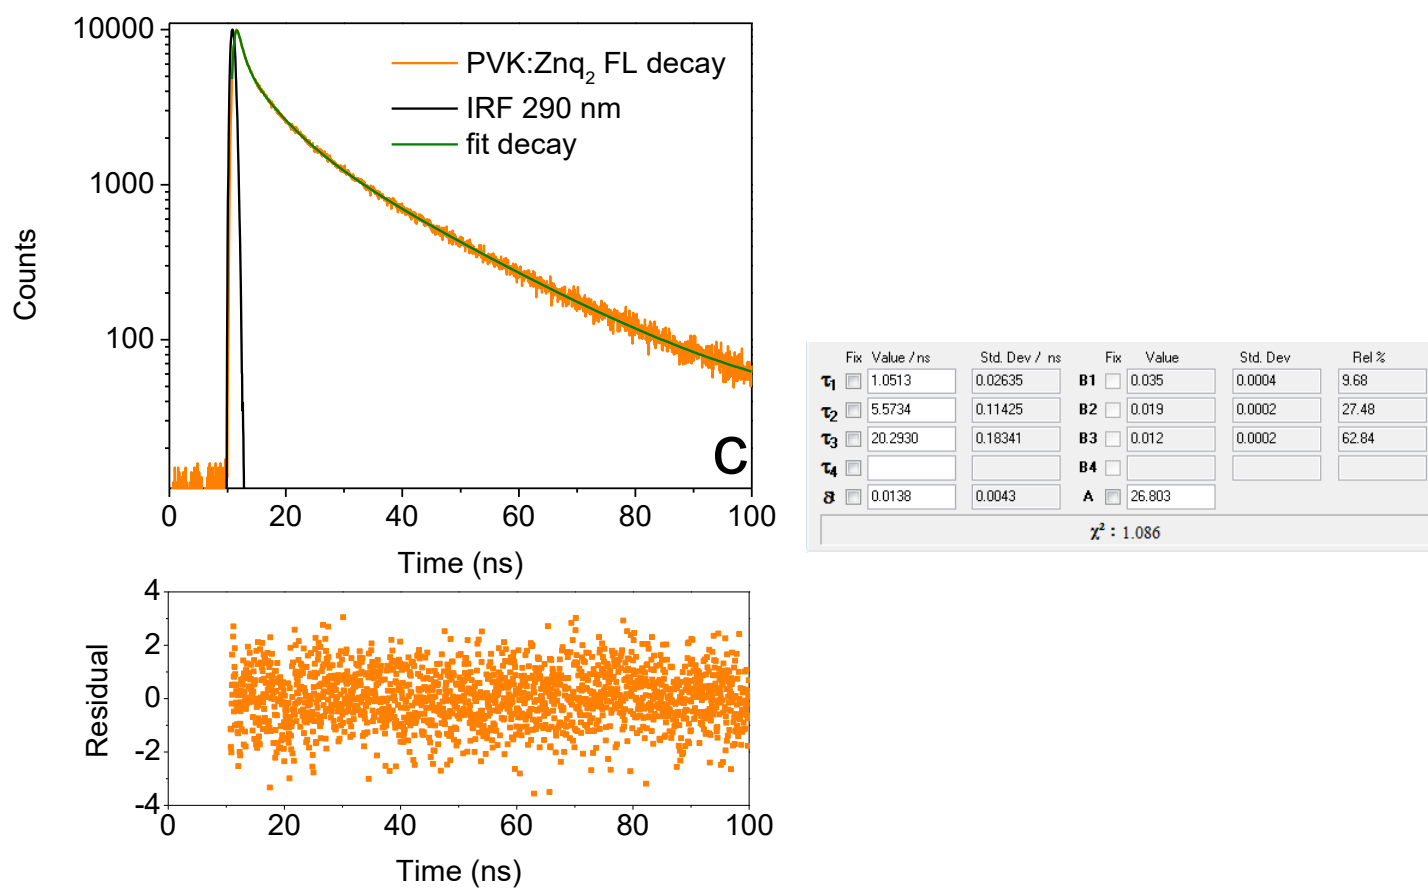 10000
1000
100
Counts
PVK:Znq₂ FL decay
IRF 290 nm
fit decay
C
0 20 40 60 80 100
Time (ns)
4
2
0
-2
-4
Residual
0 20 40 60 80 100
Time (ns)
Fix Value / ns Std. Dev / ns Fix Value Std. Dev Rel %
τ₁ 1.0513 0.02635 B1 0.035 0.0004 9.68
τ₂ 5.5734 0.11425 B2 0.019 0.0002 27.48
τ₃ 20.2930 0.18341 B3 0.012 0.0002 62.84
τ₄ B4
∂t 0.0138 0.0043 A 26.803
χ² : 1.086